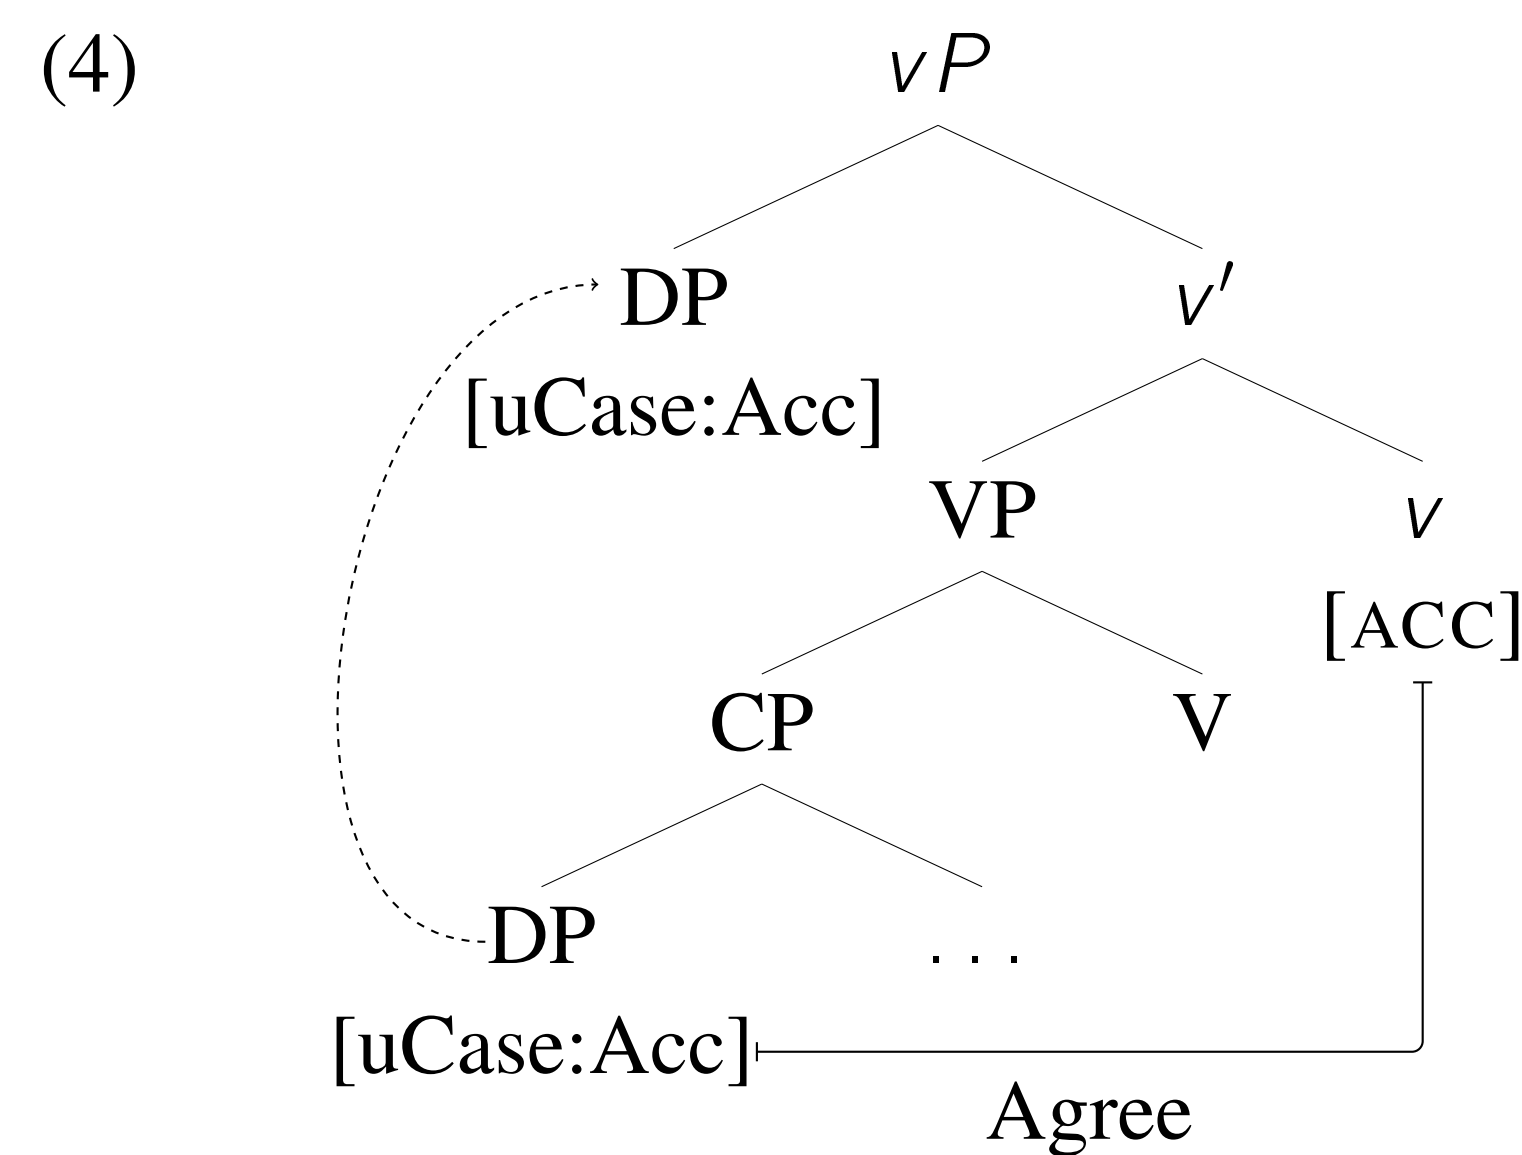 (4) vP
DP v′
[uCase:Acc]
VP v
[ACC]
CP V
DP . . .
[uCase:Acc]
Agree